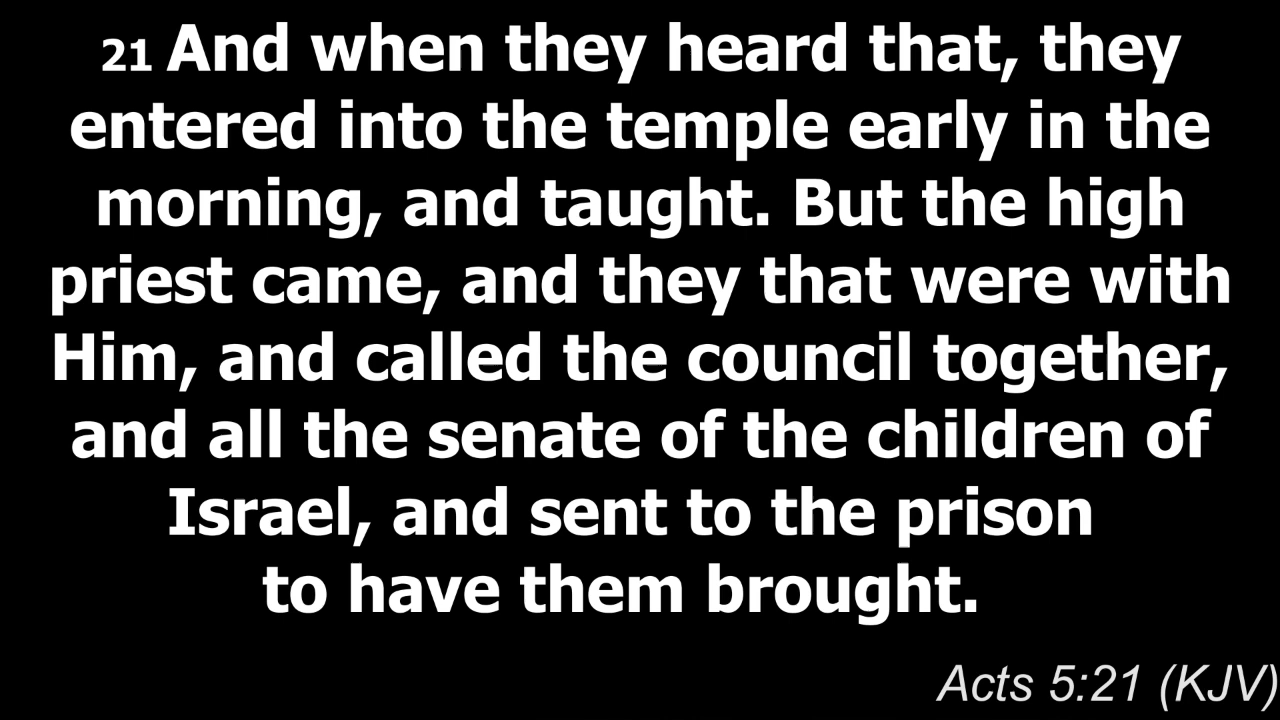 21 And when they heard that, they
entered into the temple early in the
morning, and taught. But the high
priest came, and they that were with
Him, and called the council together,
and all the senate of the children of
Israel, and sent to the prison
to have them brought.
Acts 5:21 (KJV)